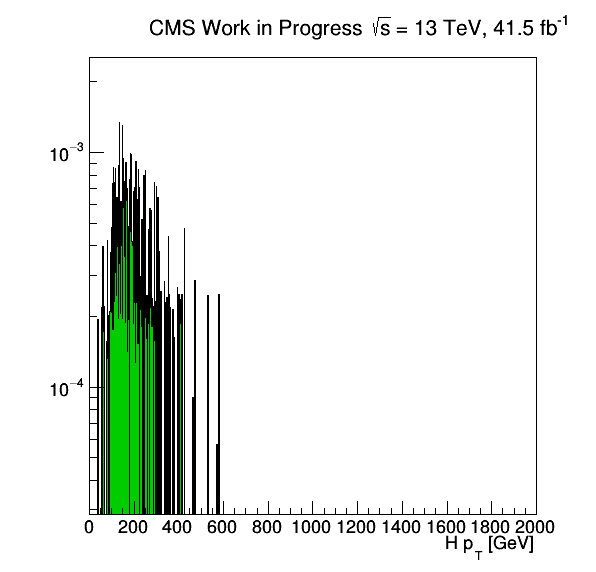 CMS Work in Progress √s = 13 TeV, 41.5 fb⁻¹
10⁻³
10⁻⁴
0 200 400 600 800 1000 1200 1400 1600 1800 2000
H p_T [GeV]